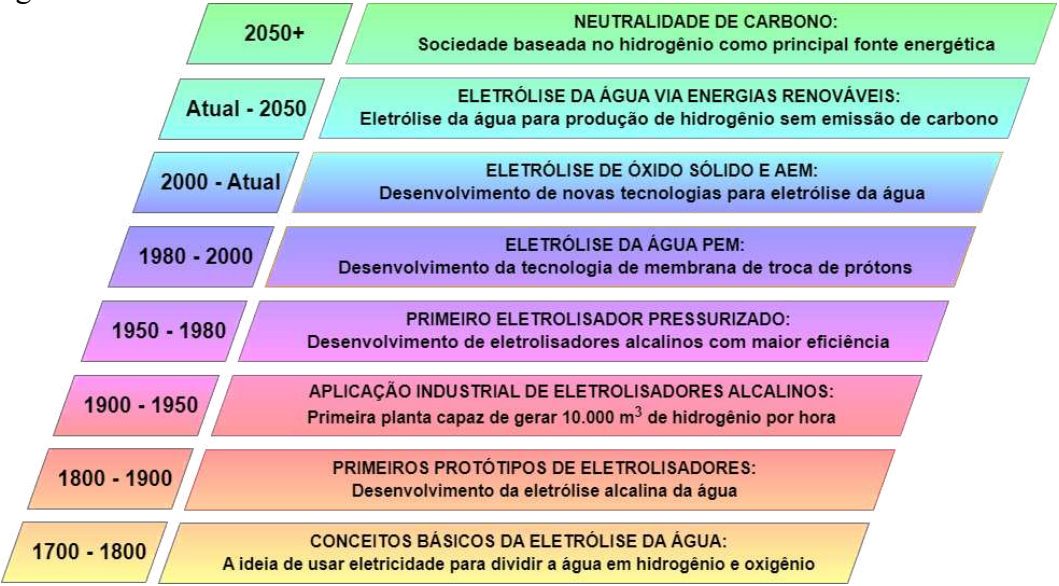 2050+
NEUTRALIDADE DE CARBONO:
Sociedade baseada no hidrogênio como principal fonte energética
Atual - 2050
ELETRÓLISE DA ÁGUA VIA ENERGIAS RENOVÁVEIS:
Eletrólise da água para produção de hidrogênio sem emissão de carbono
2000 - Atual
ELETRÓLISE DE ÓXIDO SÓLIDO E AEM:
Desenvolvimento de novas tecnologias para eletrólise da água
1980 - 2000
ELETRÓLISE DA ÁGUA PEM:
Desenvolvimento da tecnologia de membrana de troca de prótons
1950 - 1980
PRIMEIRO ELETROLISADOR PRESSURIZADO:
Desenvolvimento de eletrolisadores alcalinos com maior eficiência
1900 - 1950
APLICAÇÃO INDUSTRIAL DE ELETROLISADORES ALCALINOS:
Primeira planta capaz de gerar 10.000 m³ de hidrogênio por hora
1800 - 1900
PRIMEIROS PROTÓTIPOS DE ELETROLISADORES:
Desenvolvimento da eletrólise alcalina da água
1700 - 1800
CONCEITOS BÁSICOS DA ELETRÓLISE DA ÁGUA:
A ideia de usar eletricidade para dividir a água em hidrogênio e oxigênio